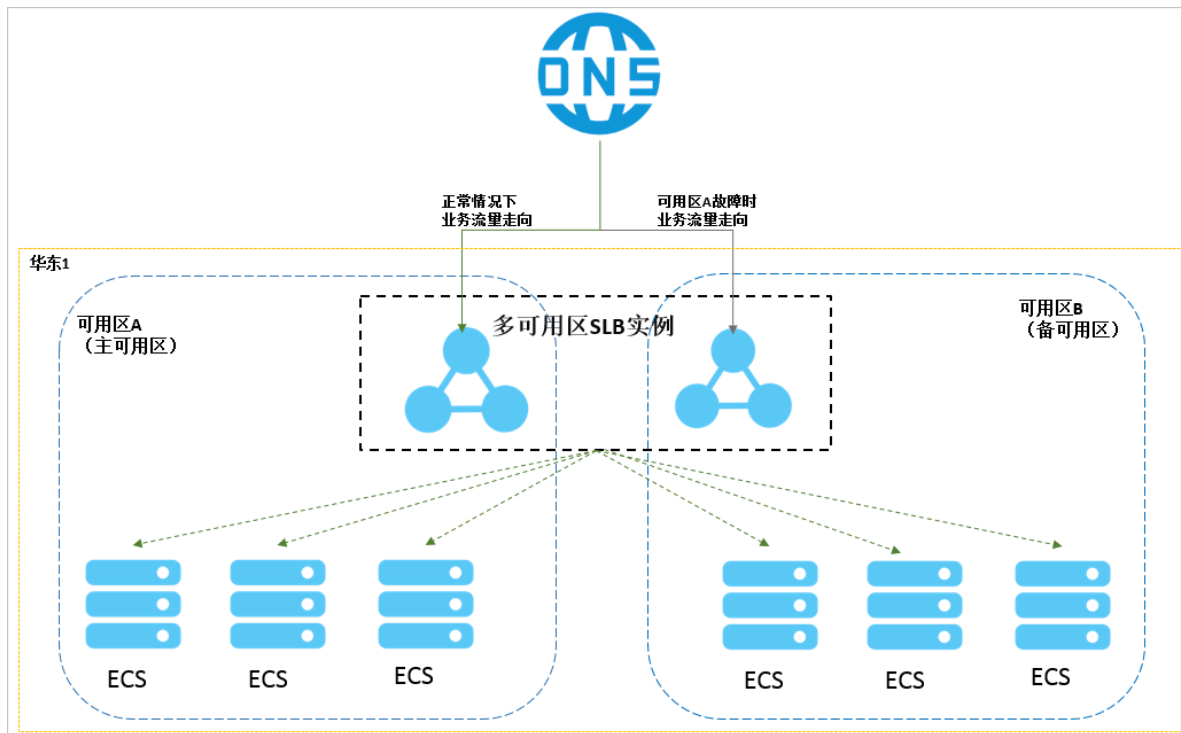 DNS
正常情况下
业务流量走向
可用区A故障时
业务流量走向
华东1
可用区A
（主可用区）
多可用区SLB实例
可用区B
（备可用区）
ECS
ECS
ECS
ECS
ECS
ECS